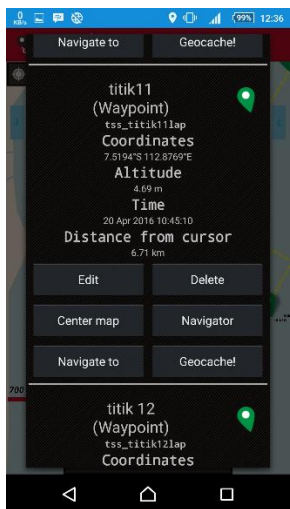 0
KB/s
99%
12:36
Navigate to
Geocache!
titik11
(Waypoint)
tss_titik11lap
Coordinates
7.5194°S 112.8769°E
Altitude
4.69 m
Time
20 Apr 2016 10:45:10
Distance from cursor
6.71 km
Edit
Delete
Center map
Navigator
Navigate to
Geocache!
700
titik 12
(Waypoint)
tss_titik12lap
Coordinates